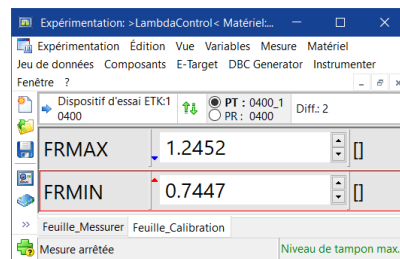 Expérimentation: >LambdaControl< Matériel:...
Expérimentation Édition Vue Variables Mesure Matériel
Jeu de données Composants E-Target DBC Generator Instrumenter
Fenêtre ?
Dispositif d'essai ETK:1
0400
PT : 0400_1
PR : 0400
Diff.: 2
FRMAX 1.2452 []
FRMIN 0.7447 []
Feuille_Messurer Feuille_Calibration
Mesure arrêtée Niveau de tampon max.